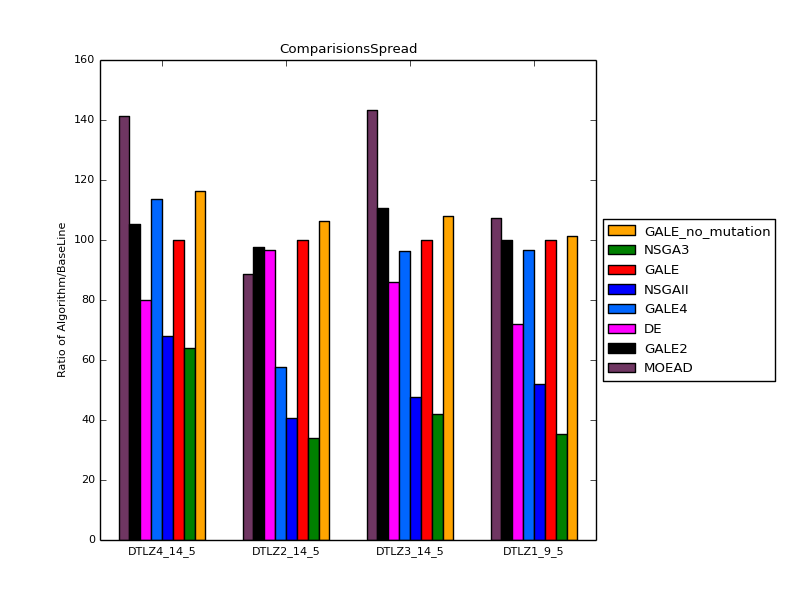 ComparisionsSpread
160
140
120
100
80
60
40
20
0
Ratio of Algorithm/BaseLine
DTLZ4_14_5
DTLZ2_14_5
DTLZ3_14_5
DTLZ1_9_5
GALE_no_mutation
NSGA3
GALE
NSGAII
GALE4
DE
GALE2
MOEAD